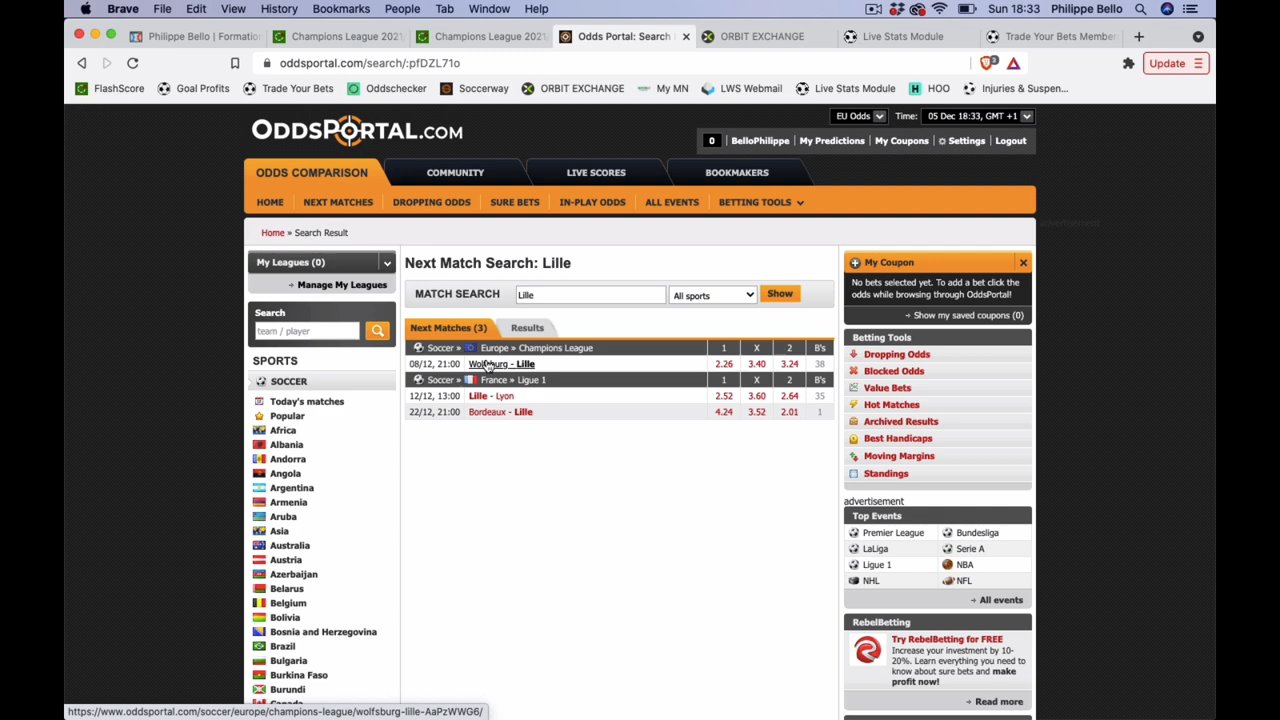 Brave File Edit View History Bookmarks People Tab Window Help Sun 18:33 Philippe Bello
Philippe Bello | Formation Champions League 2021 Champions League 2021 Odds Portal: Search ORBIT EXCHANGE Live Stats Module Trade Your Bets Member
oddsportal.com/search/:pfDZL71o 3 Update
FlashScore Goal Profits Trade Your Bets Oddschecker Soccerway ORBIT EXCHANGE My MN LWS Webmail Live Stats Module HOO Injuries & Suspen...
ODDSPORTAL.COM
EU Odds Time: 05 Dec 18:33, GMT +1
0 BelloPhilippe My Predictions My Coupons Settings Logout
ODDS COMPARISON COMMUNITY LIVE SCORES BOOKMAKERS
HOME NEXT MATCHES DROPPING ODDS SURE BETS IN-PLAY ODDS ALL EVENTS BETTING TOOLS
advertisement
Home » Search Result
My Leagues (0)
Manage My Leagues
Search
team / player
SPORTS
SOCCER
Today's matches
Popular
Africa
Albania
Andorra
Angola
Argentina
Armenia
Aruba
Asia
Australia
Austria
Azerbaijan
Belarus
Belgium
Bolivia
Bosnia and Herzegovina
Brazil
Bulgaria
Burkina Faso
Burundi
Canada
Next Match Search: Lille
MATCH SEARCH Lille All sports Show
Next Matches (3) Results
Soccer » Europe » Champions League 1 X 2 B's
08/12, 21:00 Wolfsburg - Lille 2.26 3.40 3.24 38
Soccer » France » Ligue 1 1 X 2 B's
12/12, 13:00 Lille - Lyon 2.52 3.60 2.64 35
22/12, 21:00 Bordeaux - Lille 4.24 3.52 2.01 1
My Coupon
No bets selected yet. To add a bet click the
odds while browsing through OddsPortal!
Show my saved coupons (0)
Betting Tools
Dropping Odds
Blocked Odds
Value Bets
Hot Matches
Archived Results
Best Handicaps
Moving Margins
Standings
advertisement
Top Events
Premier League Bundesliga
LaLiga Serie A
Ligue 1 NBA
NHL NFL
All events
RebelBetting
Try RebelBetting for FREE
Increase your investment by 10-
20%. Learn everything you need to
know about sure bets and make
profit now!
Read more
https://www.oddsportal.com/soccer/europe/champions-league/wolfsburg-lille-AaPzWWG6/